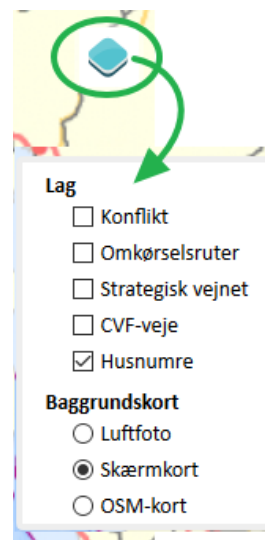 Lag
Konflikt
Omkørselsruter
Strategisk vejnet
CVF-veje
Husnumre
Baggrundskort
Luftfoto
Skærmkort
OSM-kort